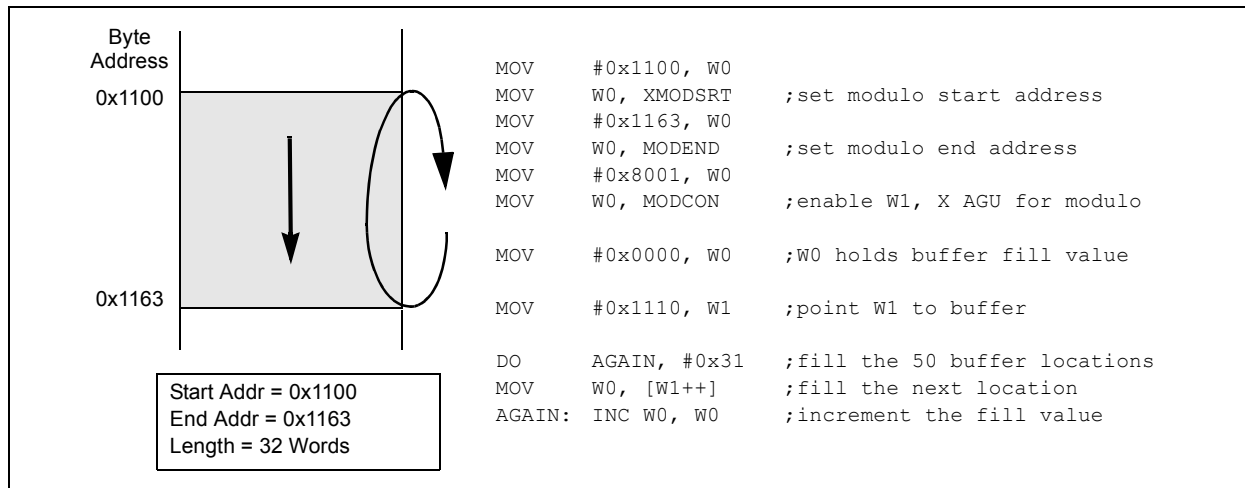 Byte
Address
0x1100
0x1163
Start Addr = 0x1100
End Addr = 0x1163
Length = 32 Words
MOV #0x1100, W0
MOV W0, XMODSRT ;set modulo start address
MOV #0x1163, W0
MOV W0, MODEND ;set modulo end address
MOV #0x8001, W0
MOV W0, MODCON ;enable W1, X AGU for modulo
MOV #0x0000, W0 ;W0 holds buffer fill value
MOV #0x1110, W1 ;point W1 to buffer
DO AGAIN, #0x31 ;fill the 50 buffer locations
MOV W0, [W1++] ;fill the next location
AGAIN: INC W0, W0 ;increment the fill value